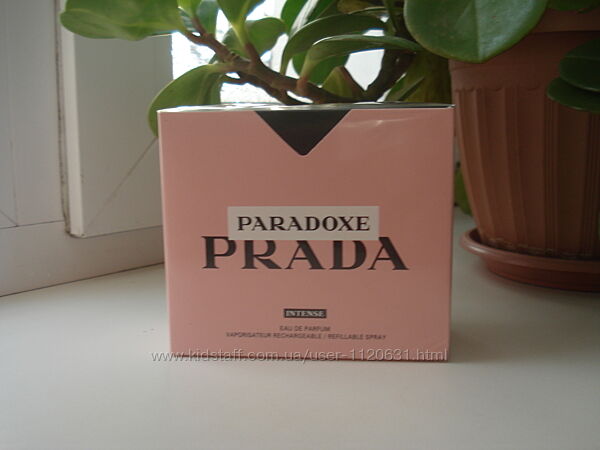 PARADOXE
PRADA
INTENSE
EAU DE PARFUM
VAPORISATEUR RECHARGEABLE / REFILLABLE SPRAY
www.kidstaff.com.ua/user-1120631.html